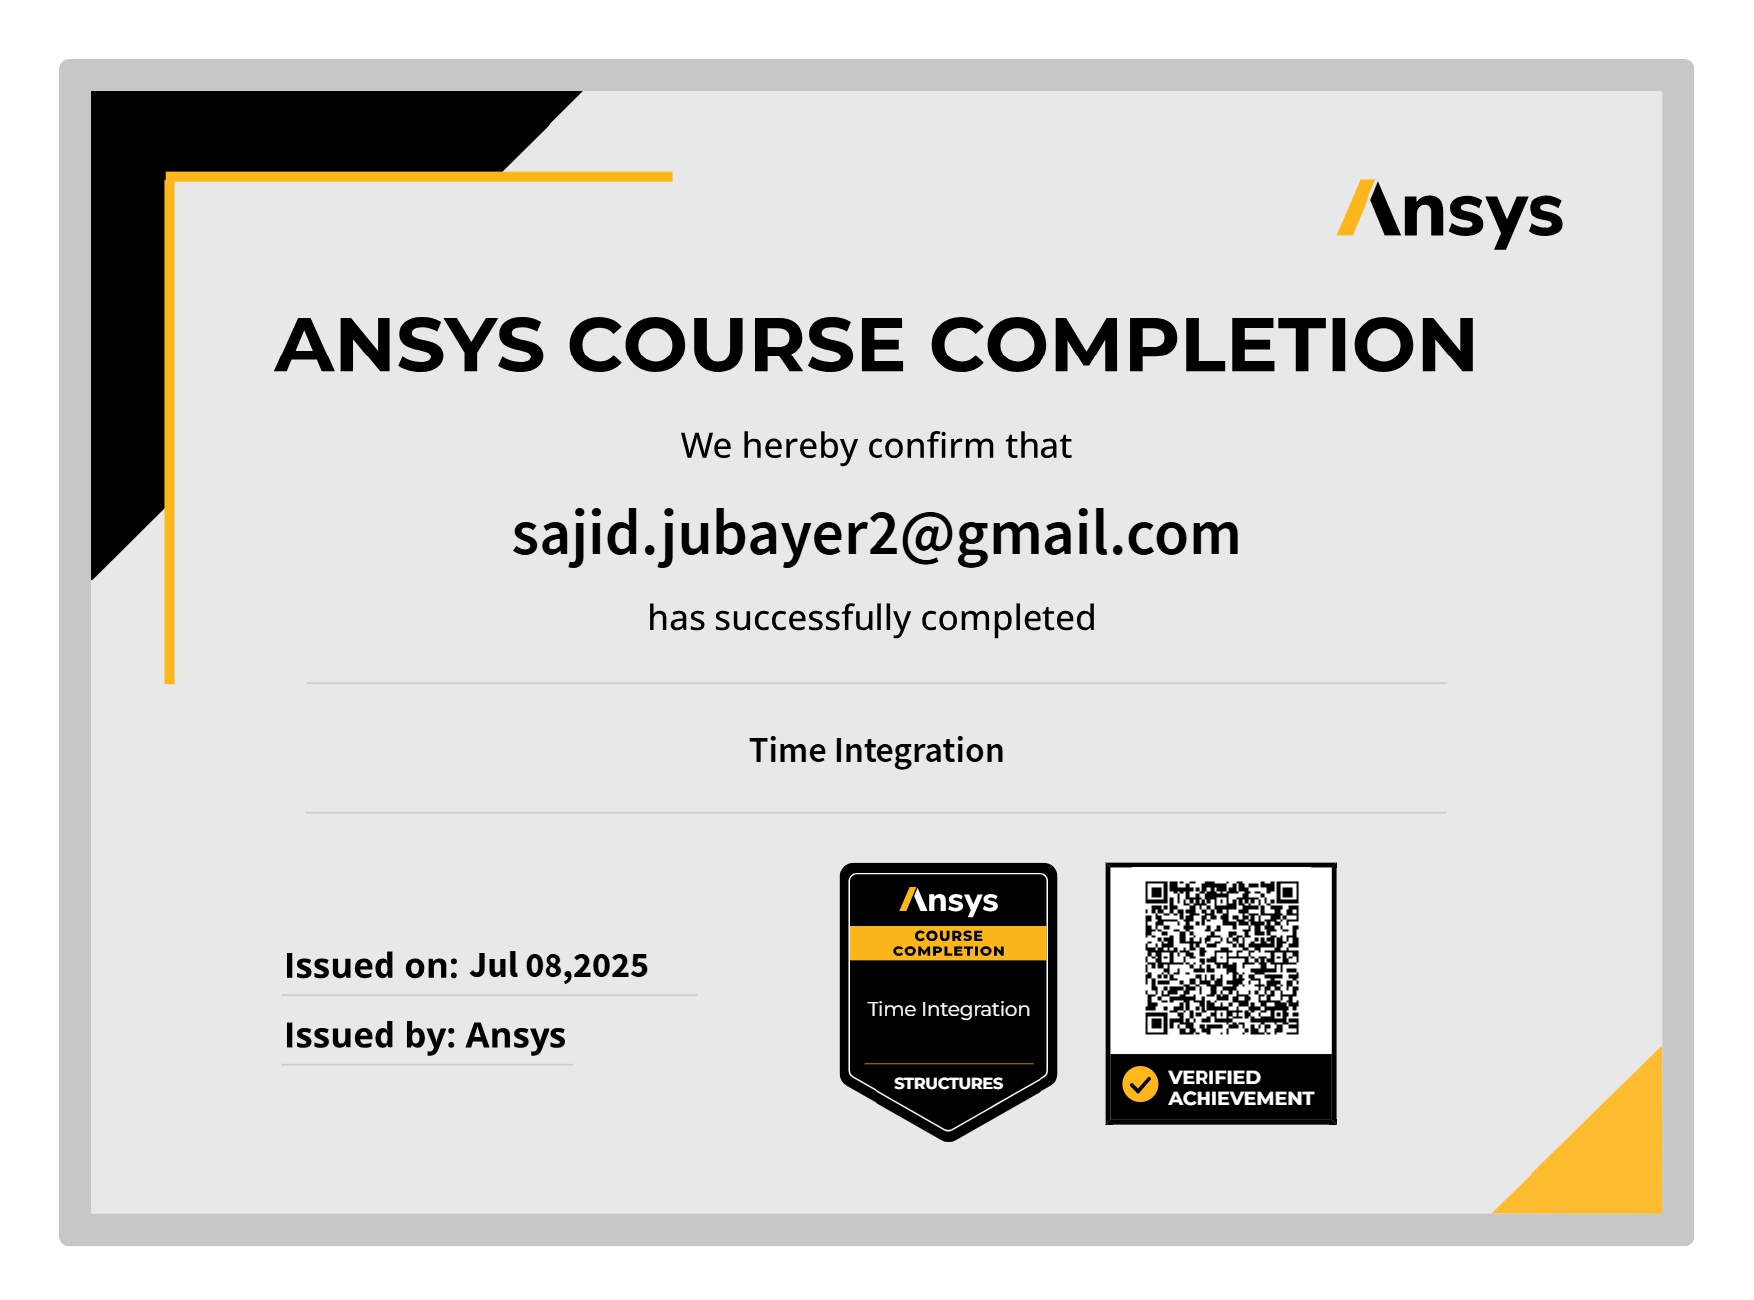 Ansys
ANSYS COURSE COMPLETION
We hereby confirm that
sajid.jubayer2@gmail.com
has successfully completed
Time Integration
Issued on: Jul 08,2025
Issued by: Ansys
Ansys
COURSE
COMPLETION
Time Integration
STRUCTURES
VERIFIED
ACHIEVEMENT